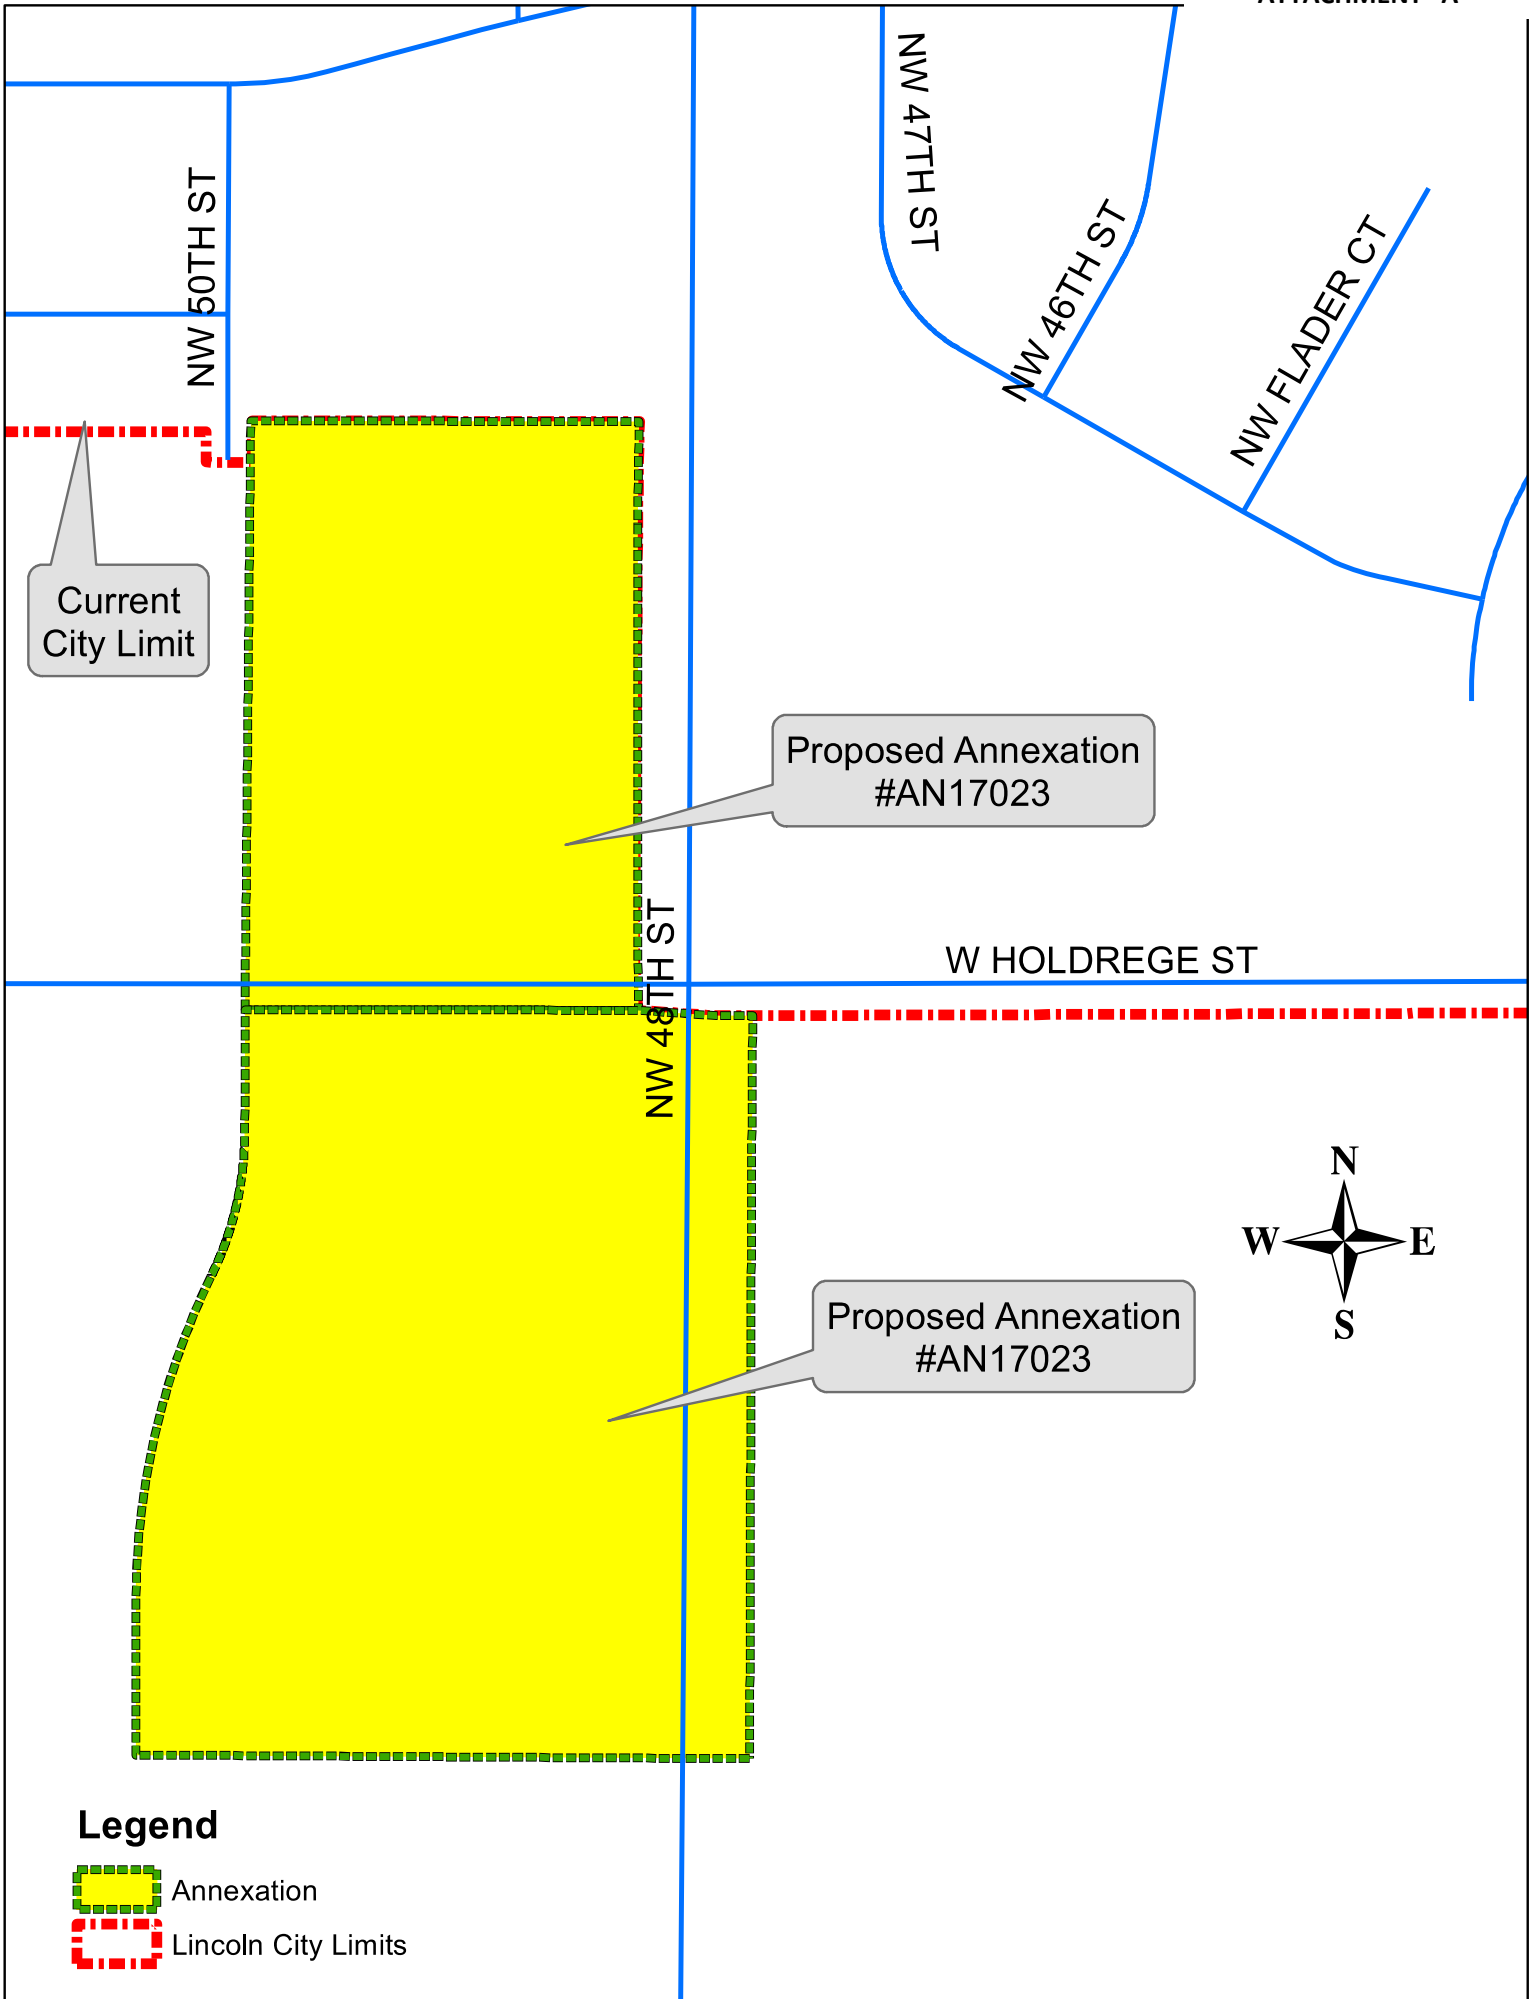 NW 47TH ST
NW 50TH ST
NW 46TH ST
NW FLADER CT
Current
City Limit
Proposed Annexation
#AN17023
NW 48TH ST
W HOLDREGE ST
N
W E
S
Proposed Annexation
#AN17023
Legend
Annexation
Lincoln City Limits